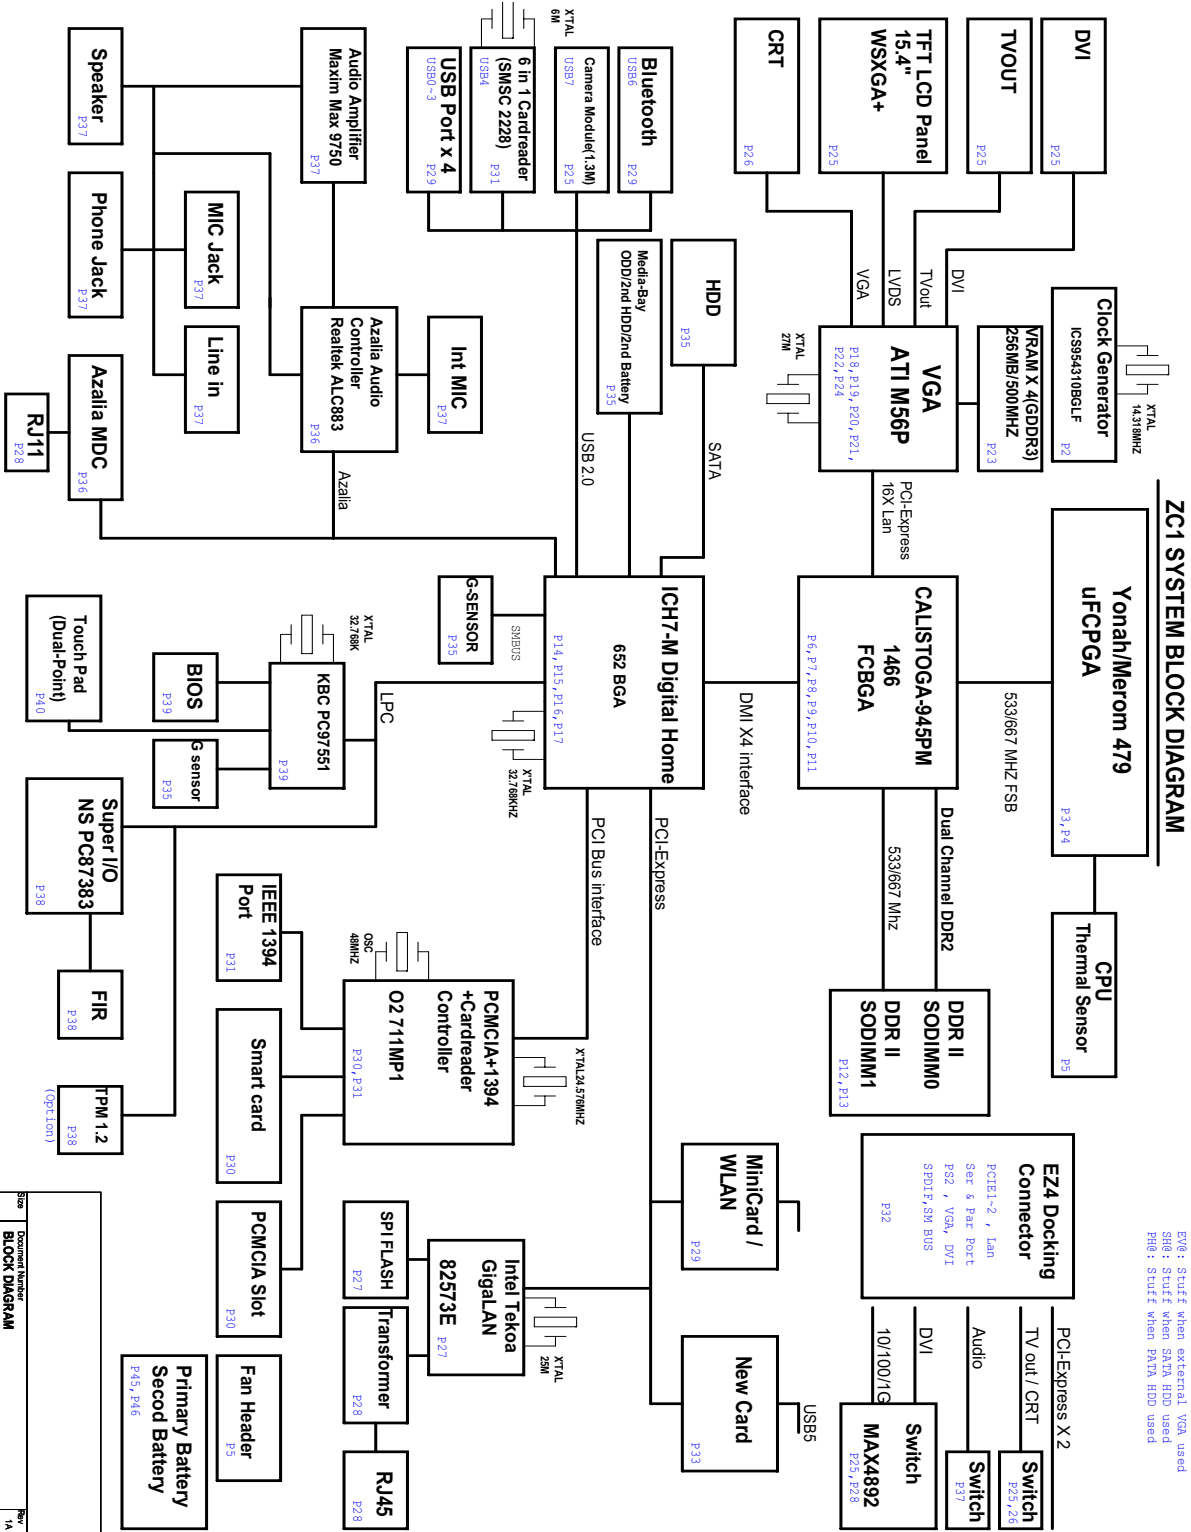 ZC1 SYSTEM BLOCK DIAGRAM
EV@: Stuff when external VGA used
SH@: Stuff when SATA HDD used
PH@: Stuff when PATA HDD used
X'TAL
14.318MHZ
Clock Generator
ICS954310BGLF
P2
Yonah/Merom 479
uFCPGA
P3,P4
CPU
Thermal Sensor
P5
DVI
P25
TVOUT
P25
TFT LCD Panel
15.4"
WSXGA+
P25
CRT
P26
DVI
TVout
LVDS
VGA
VRAM X 4(GDDR3)
256MB/500MHZ
P23
VGA
ATI M56P
P18,P19,P20,P21,
P22,P24
X'TAL
27M
PCI-Express
16X Lan
533/667 MHZ FSB
CALISTOGA-945PM
1466
FCBGA
P6,P7,P8,P9,P10,P11
Dual Channel DDR2
533/667 Mhz
DDR II
SODIMM0
DDR II
SODIMM1
P12,P13
EZ4 Docking
Connector
PCIE1~2 , Lan
Ser & Par Port
PS2 , VGA, DVI
SPDIF,SM BUS
P32
PCI-Express X 2
TV out / CRT
Audio
DVI
10/100/1G
Switch
P25,26
Switch
P37
Switch
MAX4892
P25,P28
DMI X4 interface
HDD
P35
SATA
Media-Bay
ODD/2nd HDD/2nd Battery
P35
Bluetooth
USB6
P29
Camera Module(1.3M)
USB7
P25
X'TAL
6M
6 in 1 Cardreader
(SMSC 2228)
USB4
P31
USB Port x 4
USB0~3
P29
USB 2.0
ICH7-M Digital Home
652 BGA
P14,P15,P16,P17
X'TAL
32.768KHZ
SMBUS
G-SENSOR
P35
PCI-Express
PCI Bus interface
MiniCard /
WLAN
P29
New Card
P33
USB5
X'TAL24.576MHZ
PCMCIA+1394
+Cardreader
Controller
O2 711MP1
P30,P31
OSC
48MHZ
X'TAL
25M
Intel Tekoa
GigaLAN
82573E
P27
SPI FLASH
P27
Transformer
P28
RJ45
P28
Audio Amplifier
Maxim Max 9750
P37
Azalia Audio
Controller
Realtek ALC883
P36
Int MIC
P37
Azalia
Speaker
P37
Phone Jack
P37
MIC Jack
P37
Line in
P37
Azalia MDC
P36
RJ11
P28
X'TAL
32.768K
KBC PC97551
P39
LPC
BIOS
P39
Touch Pad
(Dual-Point)
P40
G sensor
P35
Super I/O
NS PC87383
P38
FIR
P38
TPM 1.2
P38
(Option)
IEEE 1394
Port
P31
Smart card
P30
PCMCIA Slot
P30
Fan Header
P5
Primary Battery
Secod Battery
P45,P46
Size
Document Number
BLOCK DIAGRAM
Rev
1A